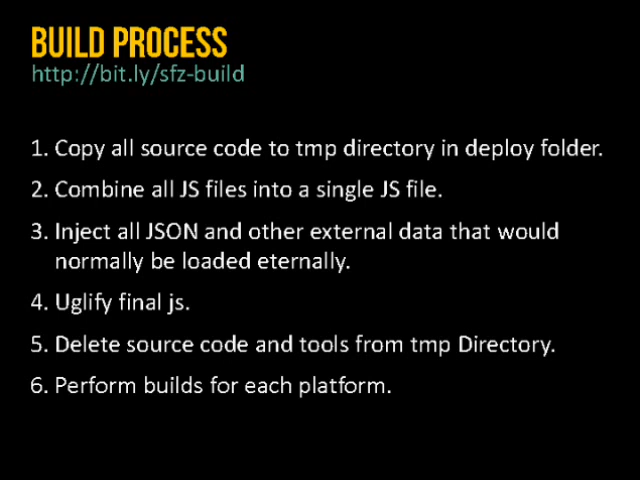 BUILD PROCESS
http://bit.ly/sfz-build
1. Copy all source code to tmp directory in deploy folder.
2. Combine all JS files into a single JS file.
3. Inject all JSON and other external data that would
normally be loaded eternally.
4. Uglify final js.
5. Delete source code and tools from tmp Directory.
6. Perform builds for each platform.